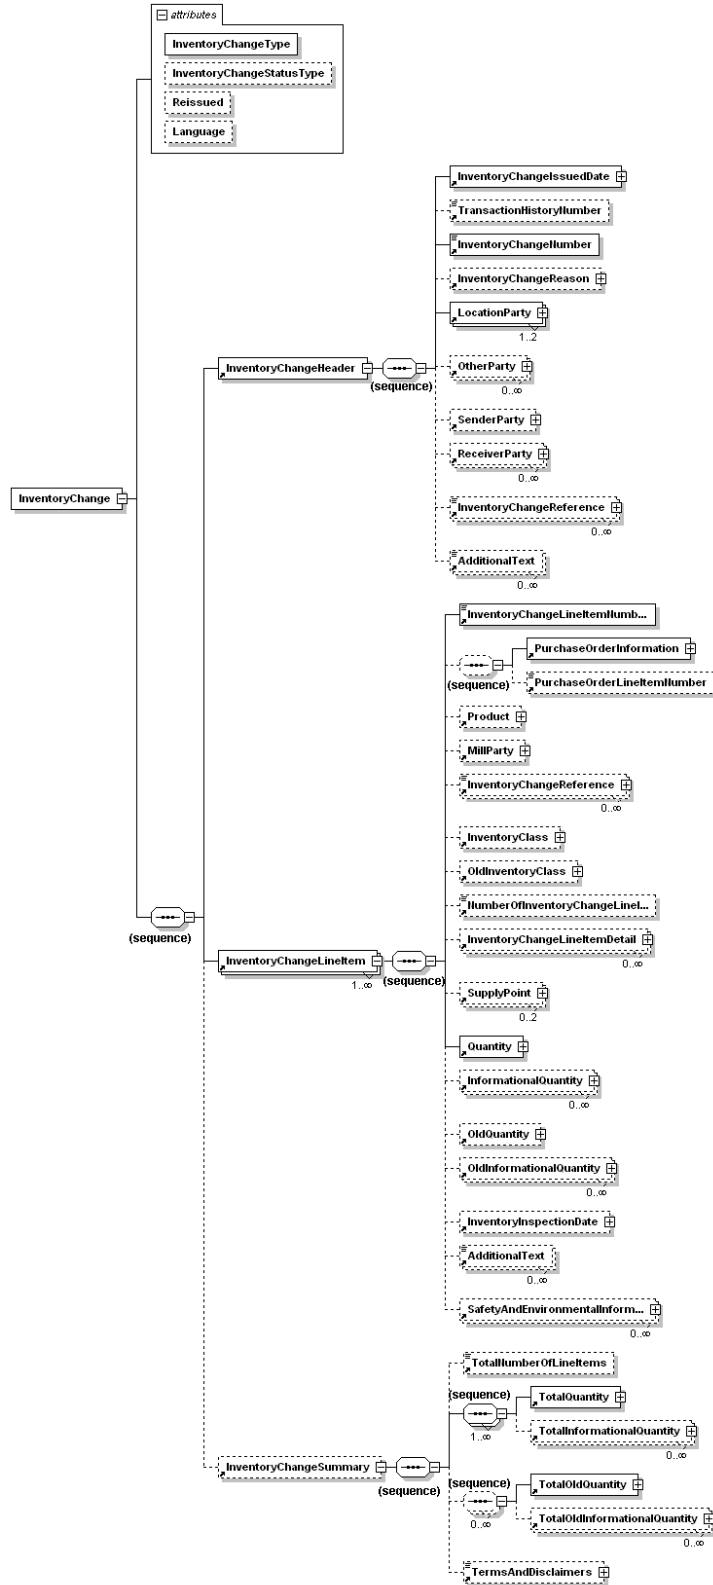 attributes
InventoryChangeType
InventoryChangeStatusType
Reissued
Language
InventoryChangeIssuedDate
TransactionHistoryNumber
InventoryChangeNumber
InventoryChangeReason
LocationParty
1..2
InventoryChangeHeader
(sequence)
OtherParty
0..∞
SenderParty
ReceiverParty
0..∞
InventoryChange
InventoryChangeReference
0..∞
AdditionalText
0..∞
InventoryChangeLineItemNumb...
PurchaseOrderInformation
(sequence)
PurchaseOrderLineItemNumber
Product
MillParty
InventoryChangeReference
0..∞
InventoryClass
OldInventoryClass
NumberOfInventoryChangeLineI...
(sequence)
InventoryChangeLineItemDetail
0..∞
InventoryChangeLineItem
1..∞
(sequence)
SupplyPoint
0..2
Quantity
InformationalQuantity
0..∞
OldQuantity
OldInformationalQuantity
0..∞
InventoryInspectionDate
AdditionalText
0..∞
SafetyAndEnvironmentalInform...
0..∞
TotalNumberOfLineItems
(sequence)
1..∞
TotalQuantity
TotalInformationalQuantity
0..∞
InventoryChangeSummary
(sequence)
(sequence)
0..∞
TotalOldQuantity
TotalOldInformationalQuantity
0..∞
TermsAndDisclaimers